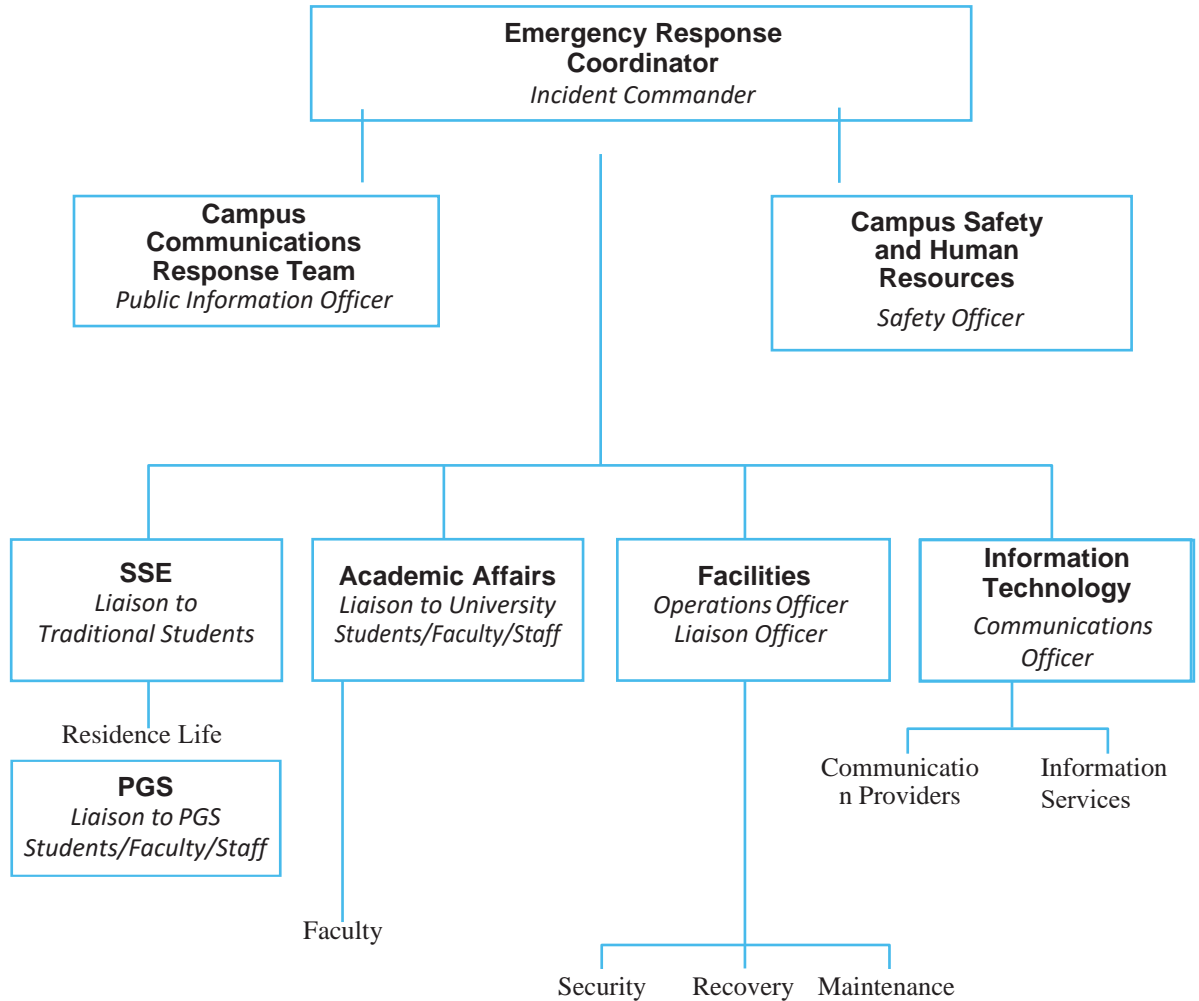 Emergency Response
Coordinator
Incident Commander
Campus
Communications
Response Team
Public Information Officer
Campus Safety
and Human
Resources
Safety Officer
SSE
Liaison to
Traditional Students
Academic Affairs
Liaison to University
Students/Faculty/Staff
Facilities
Operations Officer
Liaison Officer
Information
Technology
Communications
Officer
Residence Life
PGS
Liaison to PGS
Students/Faculty/Staff
Communicatio
n Providers
Information
Services
Faculty
Security
Recovery
Maintenance